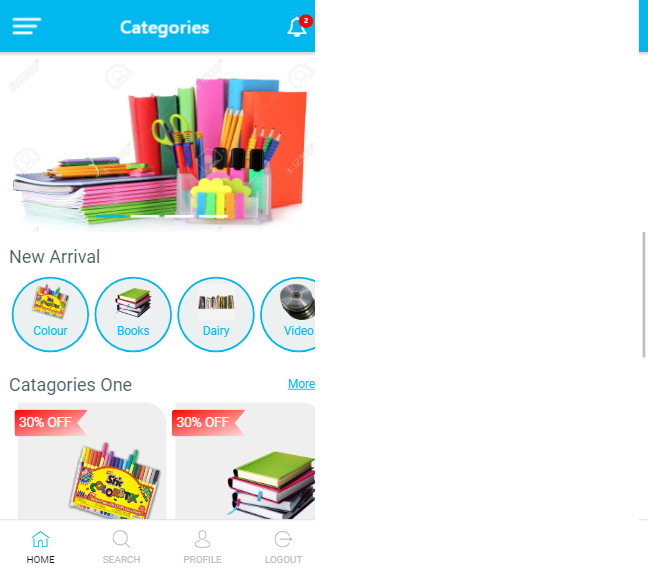 Categories
2
New Arrival
Colour
Books
Dairy
Video
Catagories One
More
30% OFF
30% OFF
HOME
SEARCH
PROFILE
LOGOUT